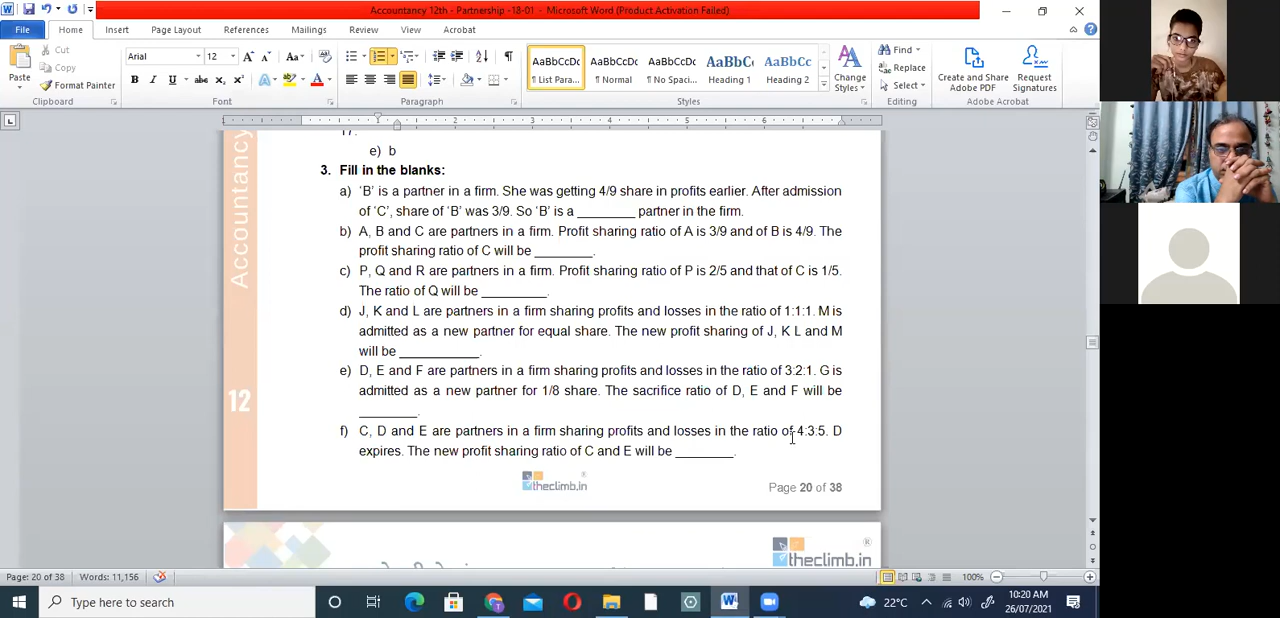 Accountancy 12th - Partnership -18-01 - Microsoft Word (Product Activation Failed)
File Home Insert Page Layout References Mailings Review View Acrobat
Paste
Cut
Copy
Format Painter
Clipboard
Arial 12
Font
Paragraph
AaBbCcDc AaBbCcDc AaBbCcDc AaBbCc AaBbCc
¶ List Para... ¶ Normal ¶ No Spaci... Heading 1 Heading 2
Change Styles
Styles
Find
Replace
Select
Editing
Create and Share Adobe PDF
Request Signatures
Adobe Acrobat
Accountancy
12
e) b
3. Fill in the blanks:
a) ‘B’ is a partner in a firm. She was getting 4/9 share in profits earlier. After admission
of ‘C’, share of ‘B’ was 3/9. So ‘B’ is a ________ partner in the firm.
b) A, B and C are partners in a firm. Profit sharing ratio of A is 3/9 and of B is 4/9. The
profit sharing ratio of C will be ________.
c) P, Q and R are partners in a firm. Profit sharing ratio of P is 2/5 and that of C is 1/5.
The ratio of Q will be _________.
d) J, K and L are partners in a firm sharing profits and losses in the ratio of 1:1:1. M is
admitted as a new partner for equal share. The new profit sharing of J, K L and M
will be ___________.
e) D, E and F are partners in a firm sharing profits and losses in the ratio of 3:2:1. G is
admitted as a new partner for 1/8 share. The sacrifice ratio of D, E and F will be
________.
f) C, D and E are partners in a firm sharing profits and losses in the ratio of 4:3:5. D
expires. The new profit sharing ratio of C and E will be ________.
theclimb.in
Page 20 of 38
theclimb.in
Page: 20 of 38 Words: 11,156 100%
Type here to search
22°C
10:20 AM
26/07/2021